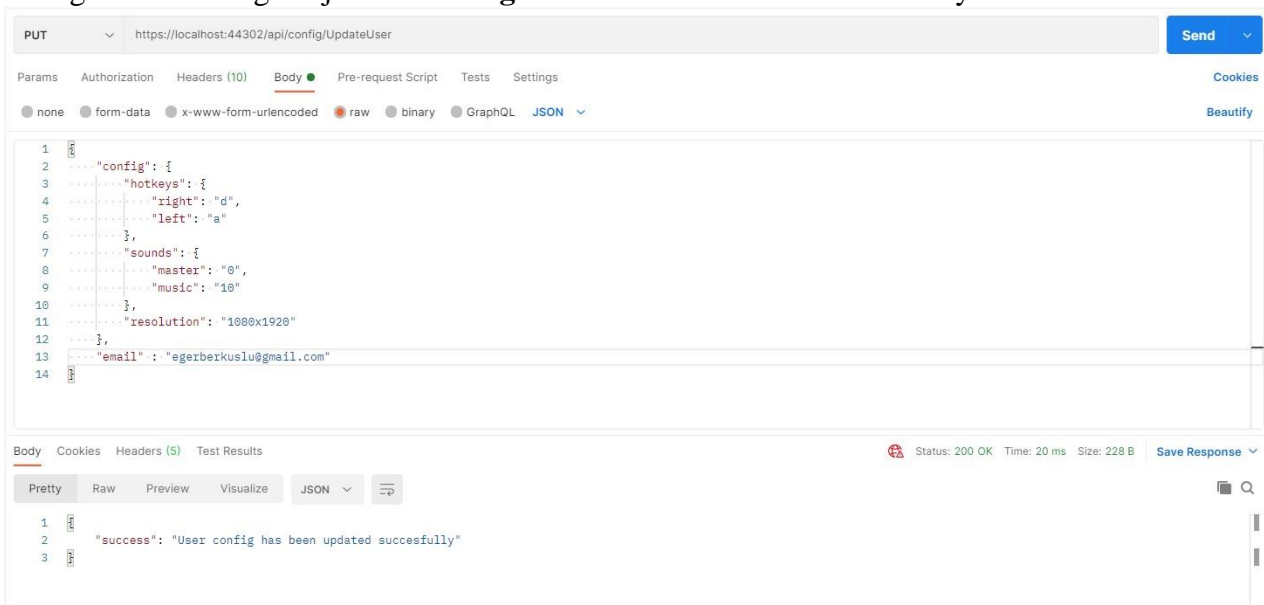 PUT https://localhost:44302/api/config/UpdateUser Send
Params Authorization Headers (10) Body Pre-request Script Tests Settings Cookies
none form-data x-www-form-urlencoded raw binary GraphQL JSON Beautify
1 {
2 "config": {
3 "hotkeys": {
4 "right": "d",
5 "left": "a"
6 },
7 "sounds": {
8 "master": "0",
9 "music": "10"
10 },
11 "resolution": "1080x1920"
12 },
13 "email" : "egerberkuslu@gmail.com"
14 }
Body Cookies Headers (5) Test Results Status: 200 OK Time: 20 ms Size: 228 B Save Response
Pretty Raw Preview Visualize JSON
1 {
2 "success": "User config has been updated succesfully"
3 }